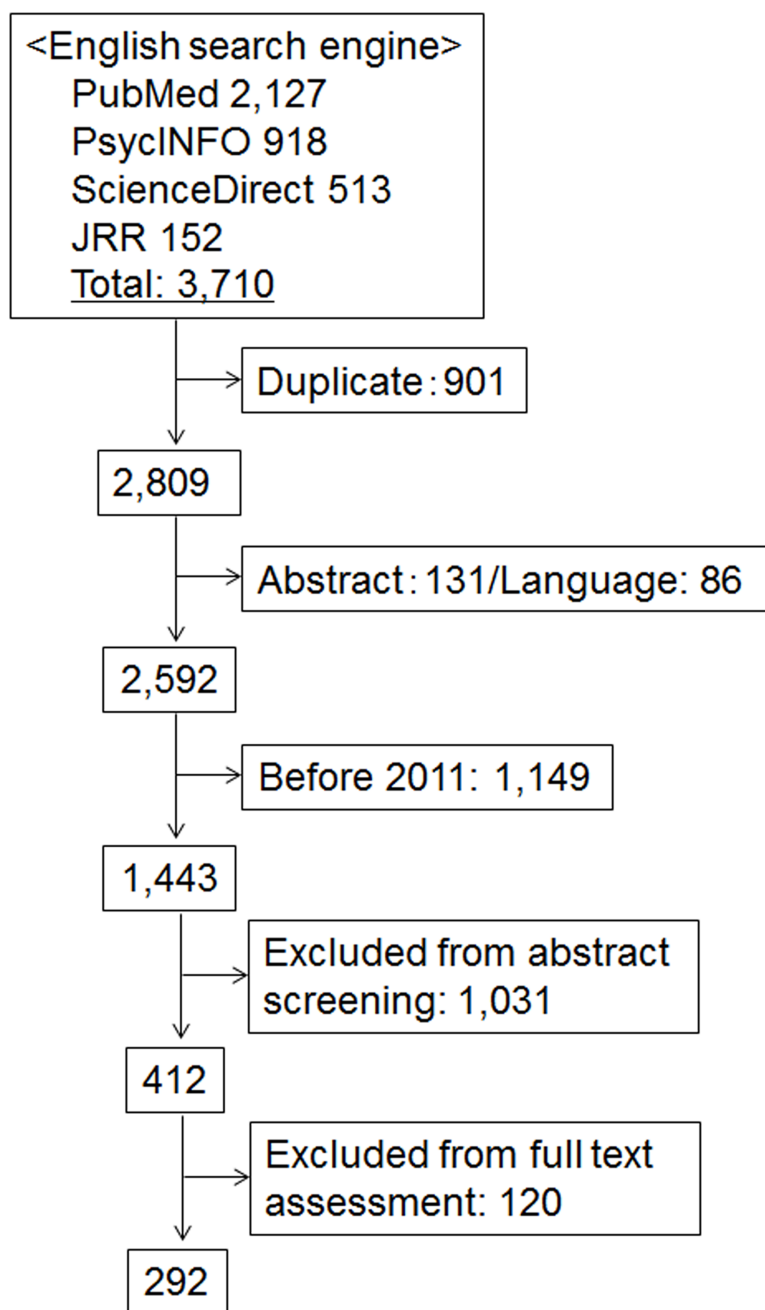 <English search engine>
PubMed 2,127
PsycINFO 918
ScienceDirect 513
JRR 152
Total: 3,710
Duplicate：901
2,809
Abstract：131/Language: 86
2,592
Before 2011: 1,149
1,443
Excluded from abstract
screening: 1,031
412
Excluded from full text
assessment: 120
292